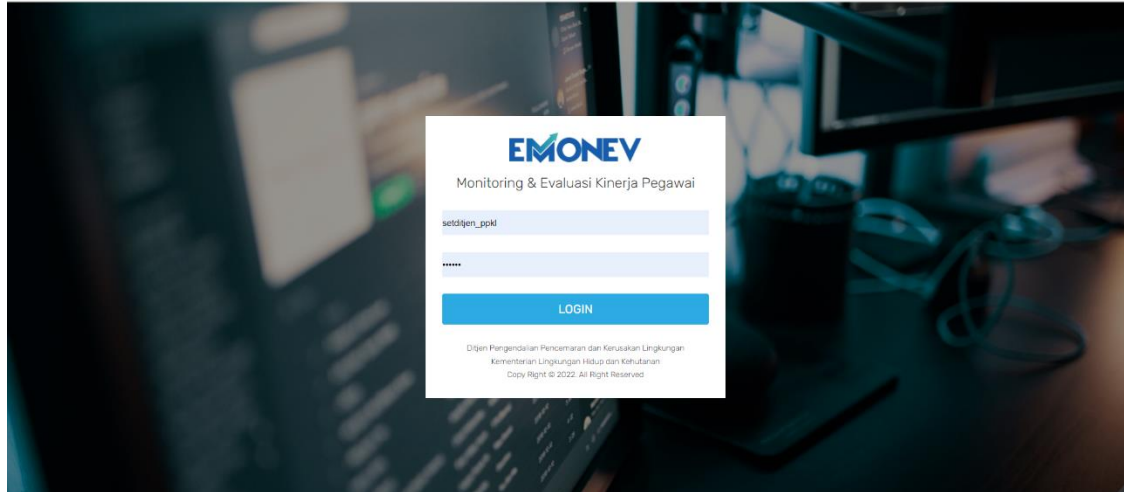 EMONEV
Monitoring & Evaluasi Kinerja Pegawai
setditjen_ppkl
••••••
LOGIN
Ditjen Pengendalian Pencemaran dan Kerusakan Lingkungan
Kementerian Lingkungan Hidup dan Kehutanan
Copy Right © 2022. All Right Reserved